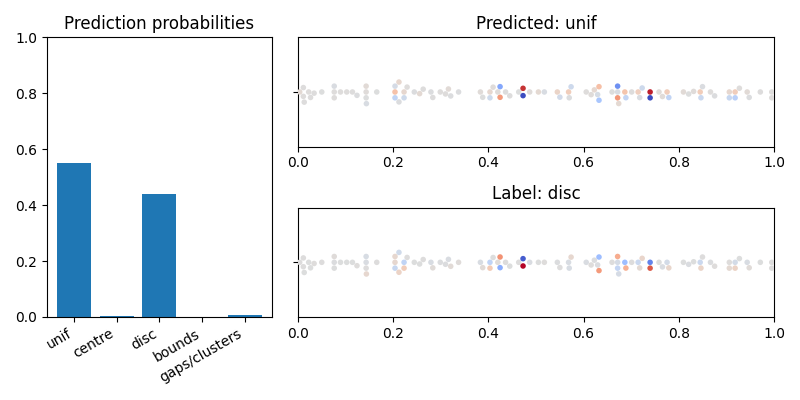 Prediction probabilities
1.0
0.8
0.6
0.4
0.2
0.0
unif
centre
disc
bounds
gaps/clusters
Predicted: unif
0.0 0.2 0.4 0.6 0.8 1.0
Label: disc
0.0 0.2 0.4 0.6 0.8 1.0